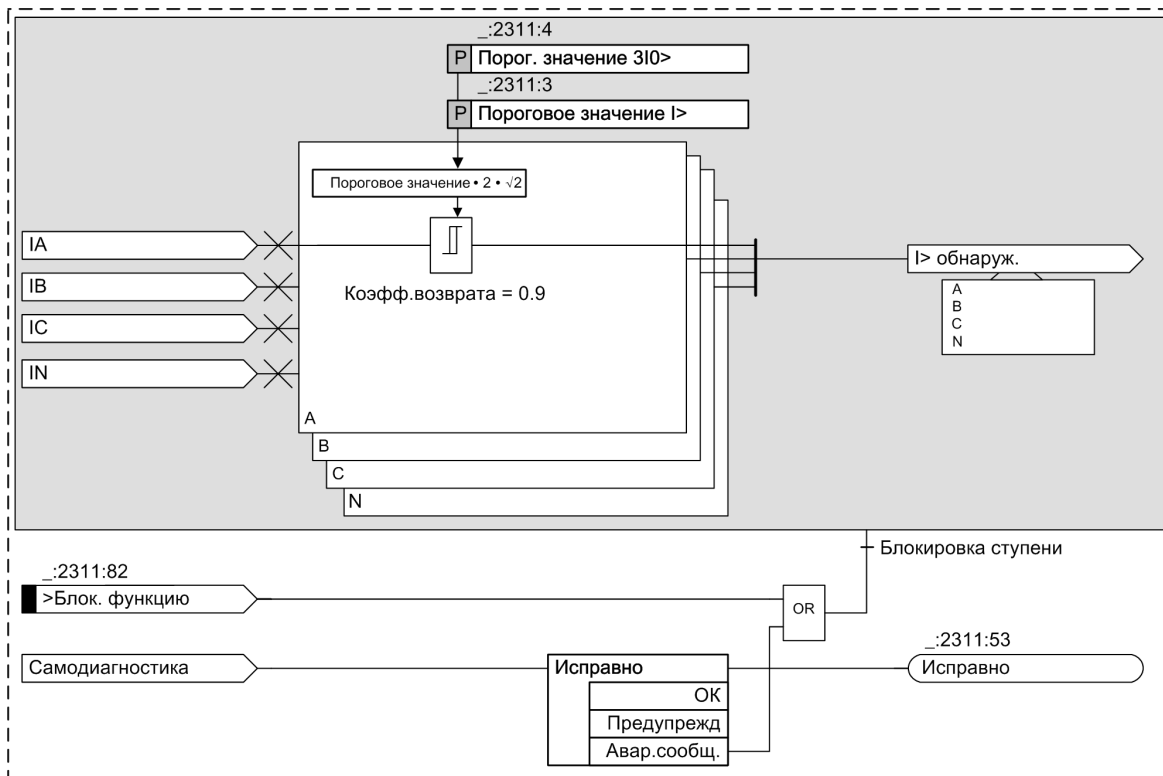 _:2311:4
P Порог. значение 3I0>
_:2311:3
P Пороговое значение I>
Пороговое значение • 2 • √2
IA
I> обнаруж.
IB
A
B
C
N
Коэфф.возврата = 0.9
IC
IN
A
B
C
N
Блокировка ступени
_:2311:82
>Блок. функцию
OR
_:2311:53
Самодиагностика
Исправно
Исправно
ОК
Предупрежд
Авар.сообщ.